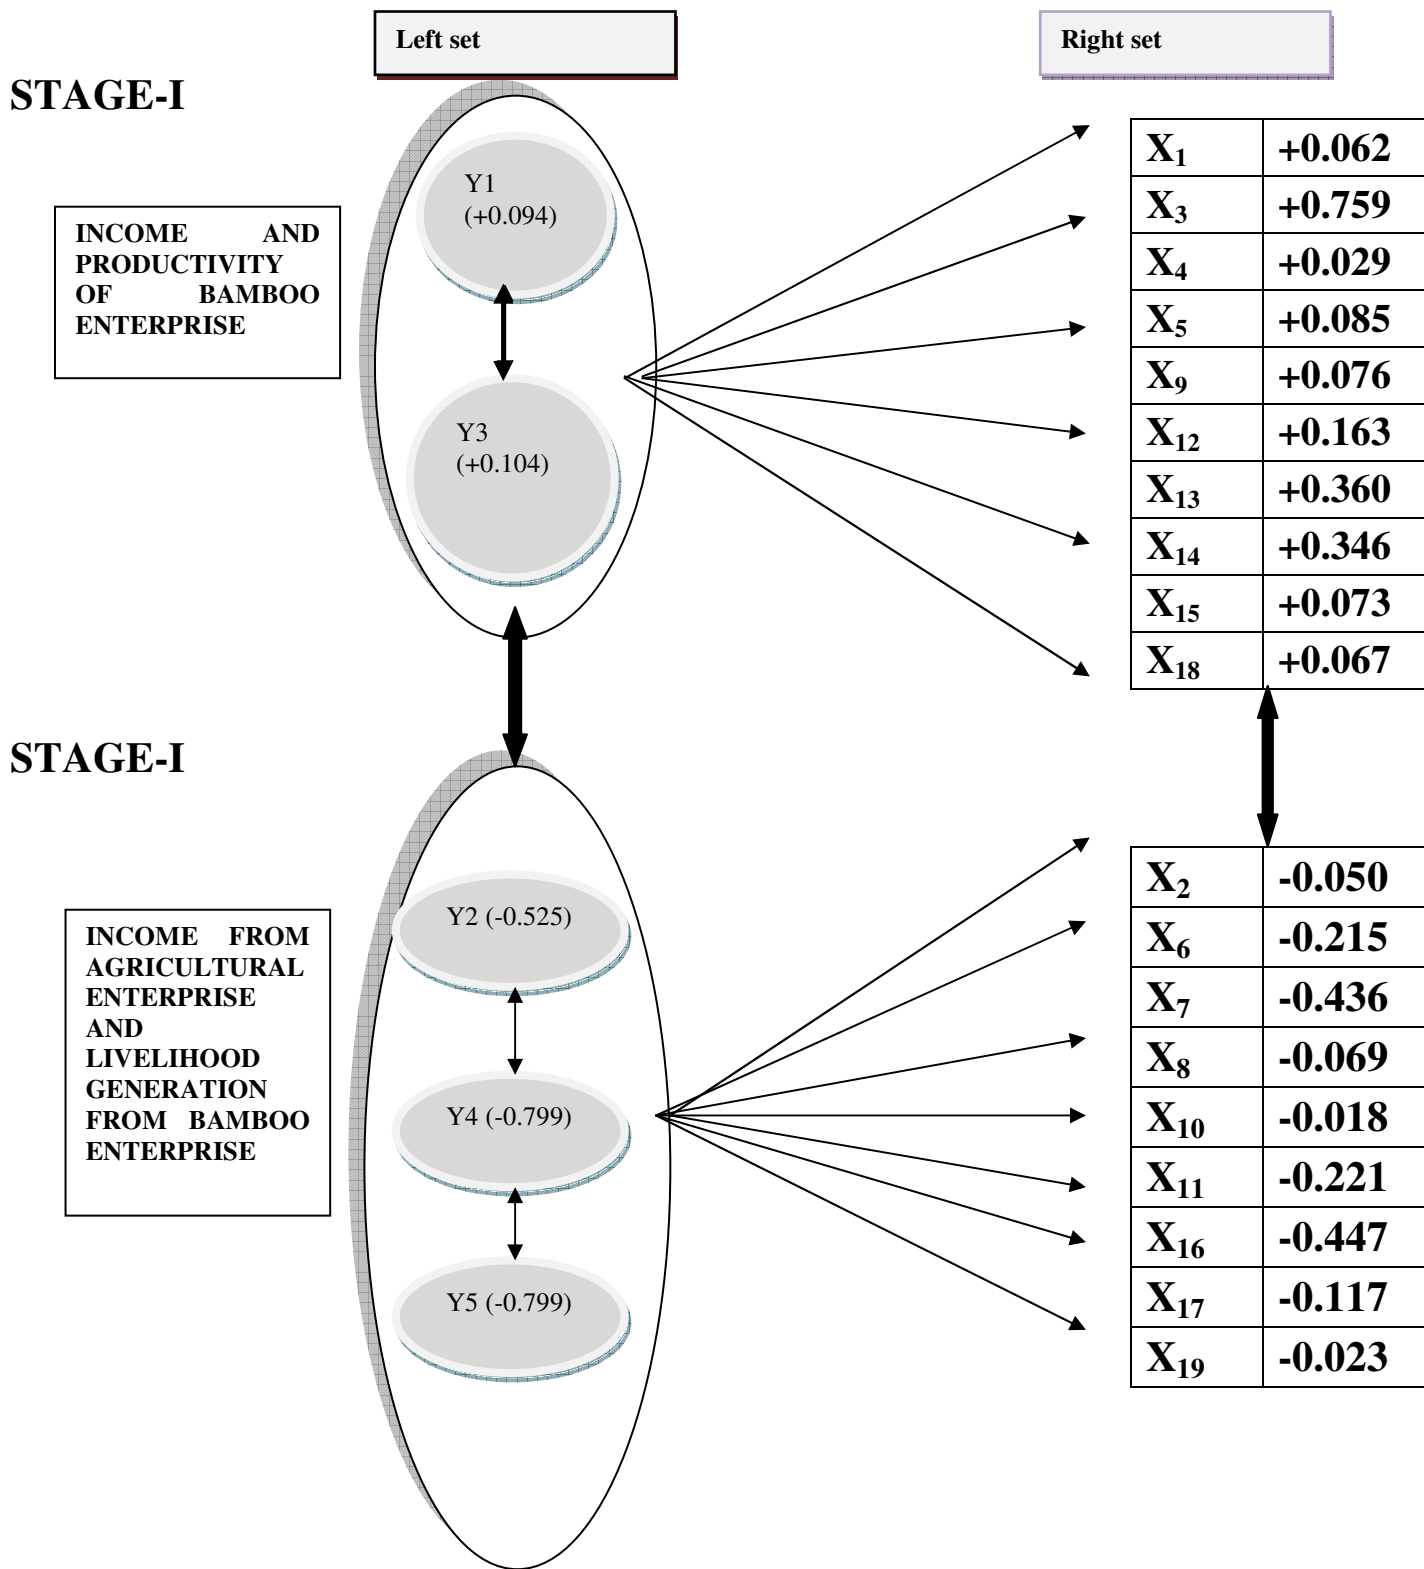 Left set
Right set
STAGE-I
INCOME AND
PRODUCTIVITY
OF BAMBOO
ENTERPRISE
Y1
(+0.094)
Y3
(+0.104)
X1 +0.062
X3 +0.759
X4 +0.029
X5 +0.085
X9 +0.076
X12 +0.163
X13 +0.360
X14 +0.346
X15 +0.073
X18 +0.067
STAGE-I
INCOME FROM
AGRICULTURAL
ENTERPRISE
AND
LIVELIHOOD
GENERATION
FROM BAMBOO
ENTERPRISE
Y2 (-0.525)
Y4 (-0.799)
Y5 (-0.799)
X2 -0.050
X6 -0.215
X7 -0.436
X8 -0.069
X10 -0.018
X11 -0.221
X16 -0.447
X17 -0.117
X19 -0.023